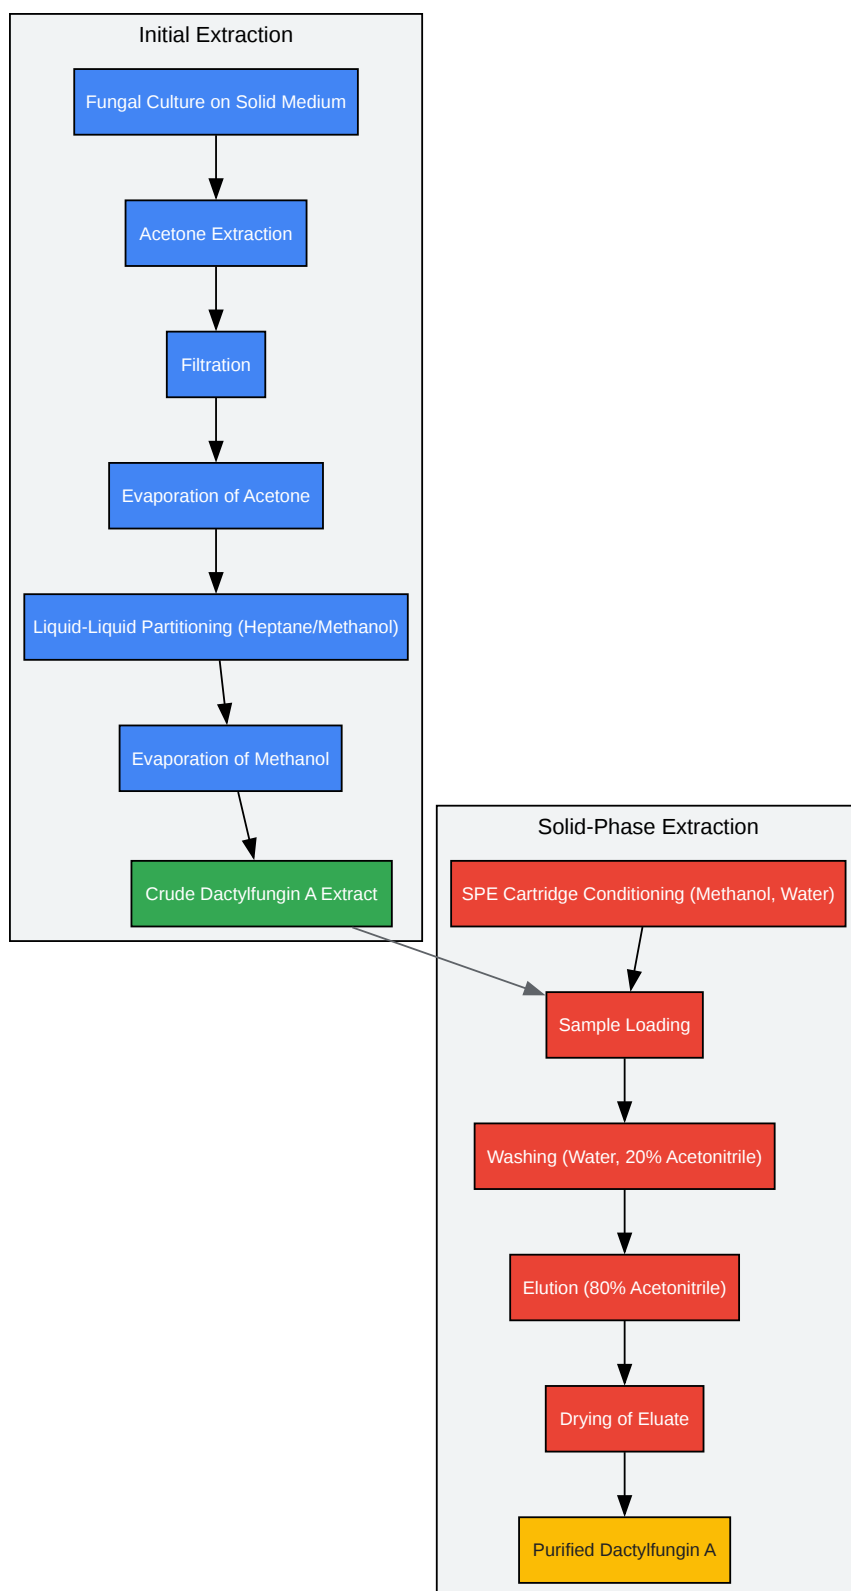 Initial Extraction
Fungal Culture on Solid Medium
Acetone Extraction
Filtration
Evaporation of Acetone
Liquid-Liquid Partitioning (Heptane/Methanol)
Evaporation of Methanol
Crude Dactylfungin A Extract
Solid-Phase Extraction
SPE Cartridge Conditioning (Methanol, Water)
Sample Loading
Washing (Water, 20% Acetonitrile)
Elution (80% Acetonitrile)
Drying of Eluate
Purified Dactylfungin A